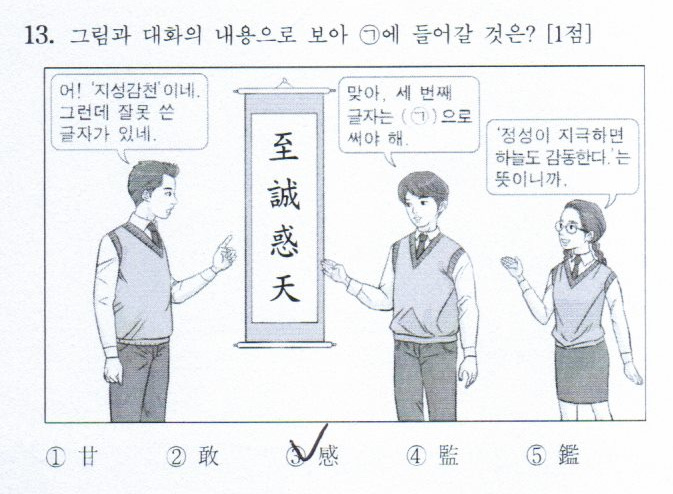 13. 그림과 대화의 내용으로 보아 ㉠에 들어갈 것은? [1점]
어! ‘지성감천’이네.
그런데 잘못 쓴
글자가 있네.
至
誠
惑
天
맞아, 세 번째
글자는 (㉠)으로
써야 해.
‘정성이 지극하면
하늘도 감동한다.’는
뜻이니까.
① 甘 ② 敢 ③ 感 ④ 監 ⑤ 鑑